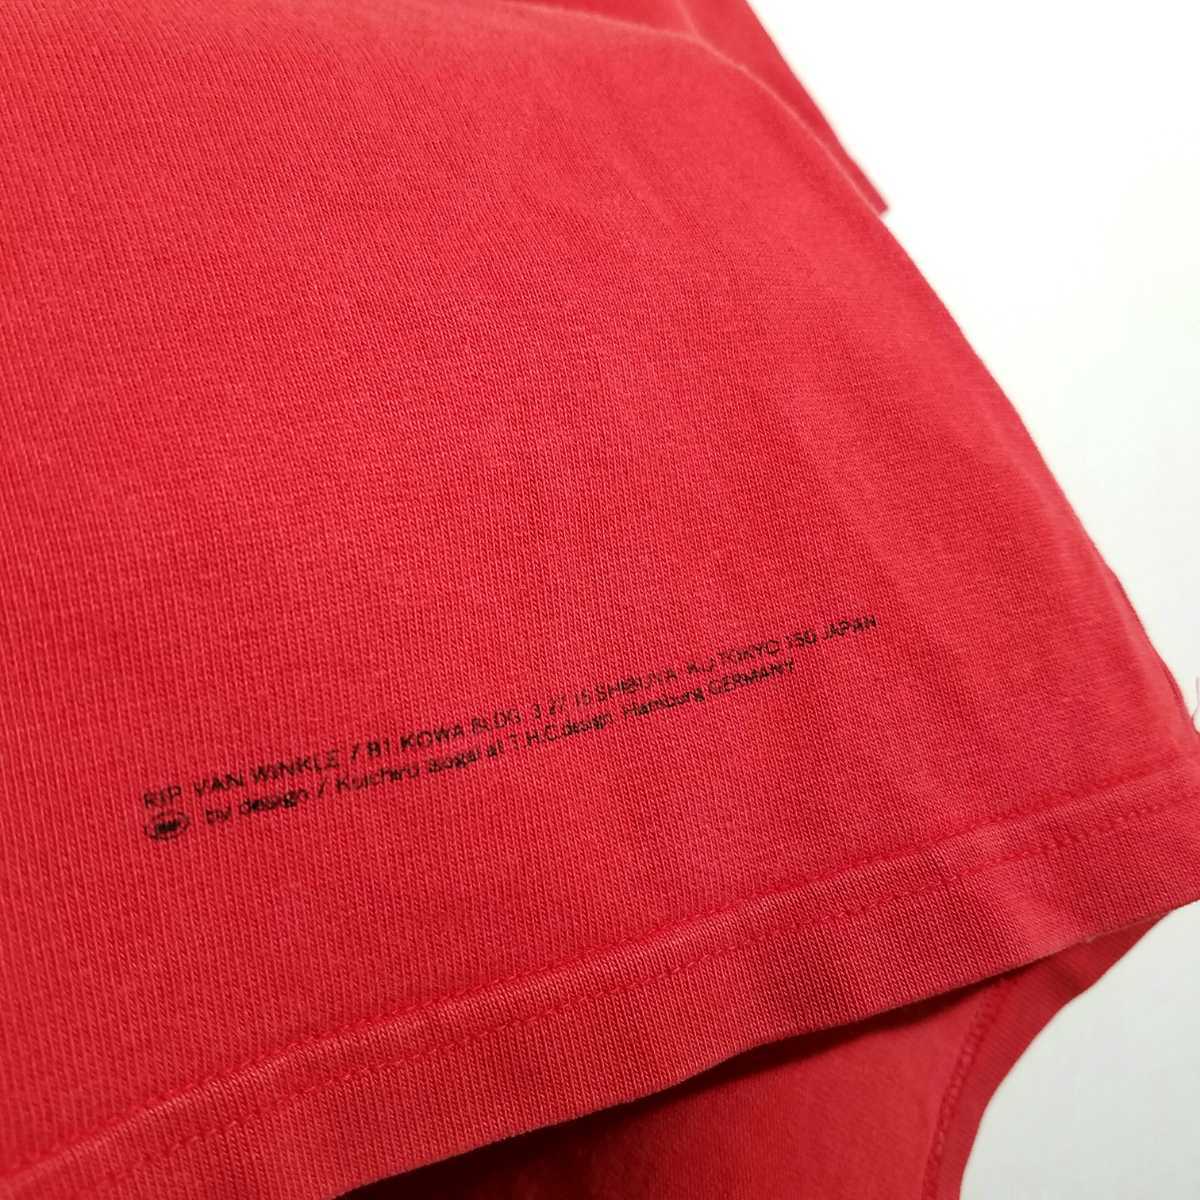 RIP VAN WINKLE / B1 KOWA BLDG. 3 27 15 SHIBUYA KU TOKYO 150 JAPAN
by design / Koichiro Isogai at T.H.C.design Hamburg GERMANY